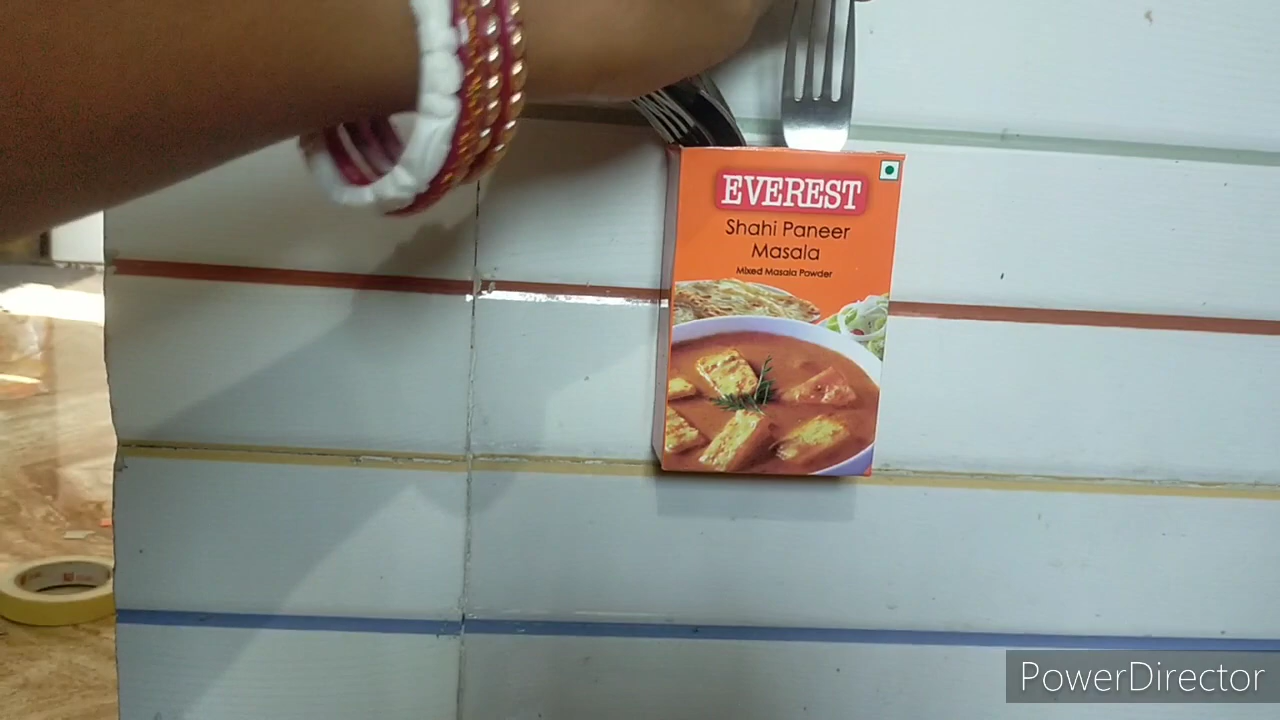 EVEREST
Shahi Paneer
Masala
Mixed Masala Powder
PowerDirector